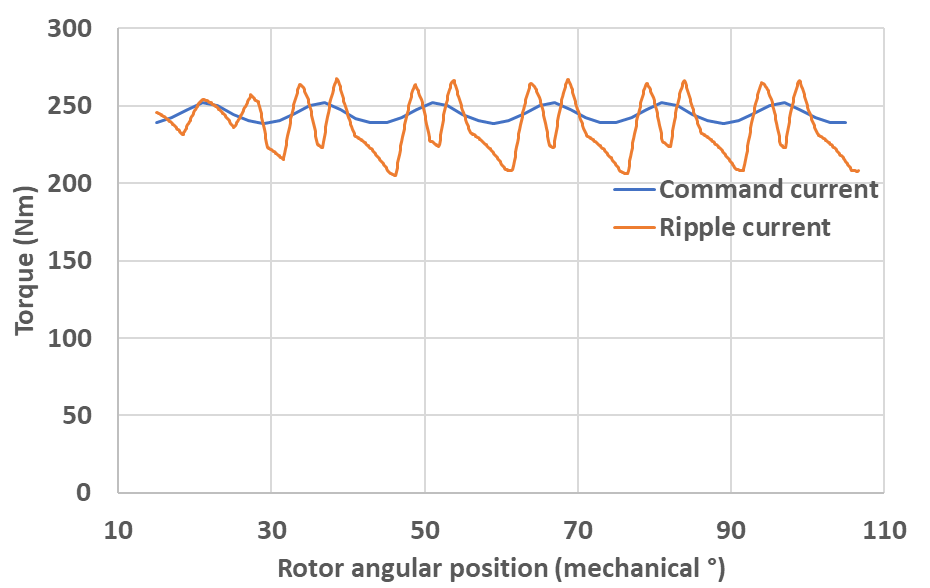 300
250
200
150
100
50
0
Torque (Nm)
Command current
Ripple current
10 30 50 70 90 110
Rotor angular position (mechanical °)